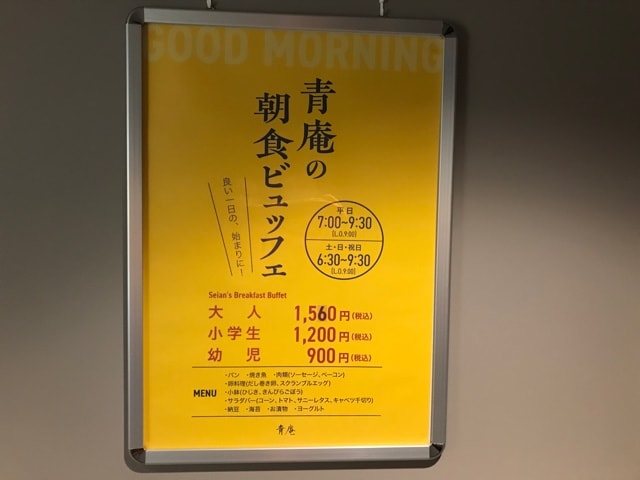 GOOD MORNING
青庵の
朝食ビュッフェ
良い一日の、始まりに！
平日
7:00~9:30
(L.O.9:00)
土・日・祝日
6:30~9:30
(L.O.9:00)
Seian's Breakfast Buffet
大人 1,560円(税込)
小学生 1,200円(税込)
幼児 900円(税込)
MENU
・パン ・焼き魚 ・肉類(ソーセージ、ベーコン)
・卵料理(だし巻き卵、スクランブルエッグ)
・小鉢(ひじき、きんぴらごぼう)
・サラダバー(コーン、トマト、サニーレタス、キャベツ千切り)
・納豆 ・海苔 ・お漬物 ・ヨーグルト
青庵